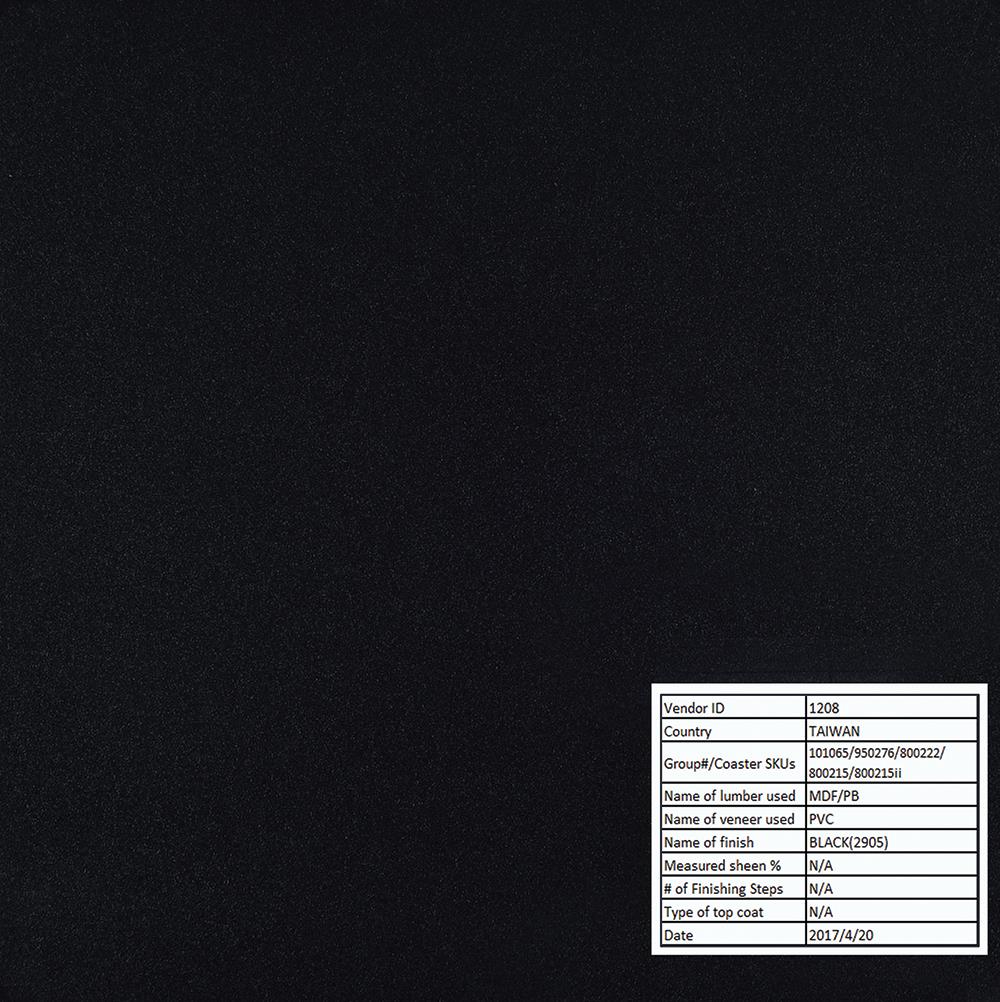 Vendor ID 1208
Country TAIWAN
Group#/Coaster SKUs 101065/950276/800222/
800215/800215ii
Name of lumber used MDF/PB
Name of veneer used PVC
Name of finish BLACK(2905)
Measured sheen % N/A
# of Finishing Steps N/A
Type of top coat N/A
Date 2017/4/20